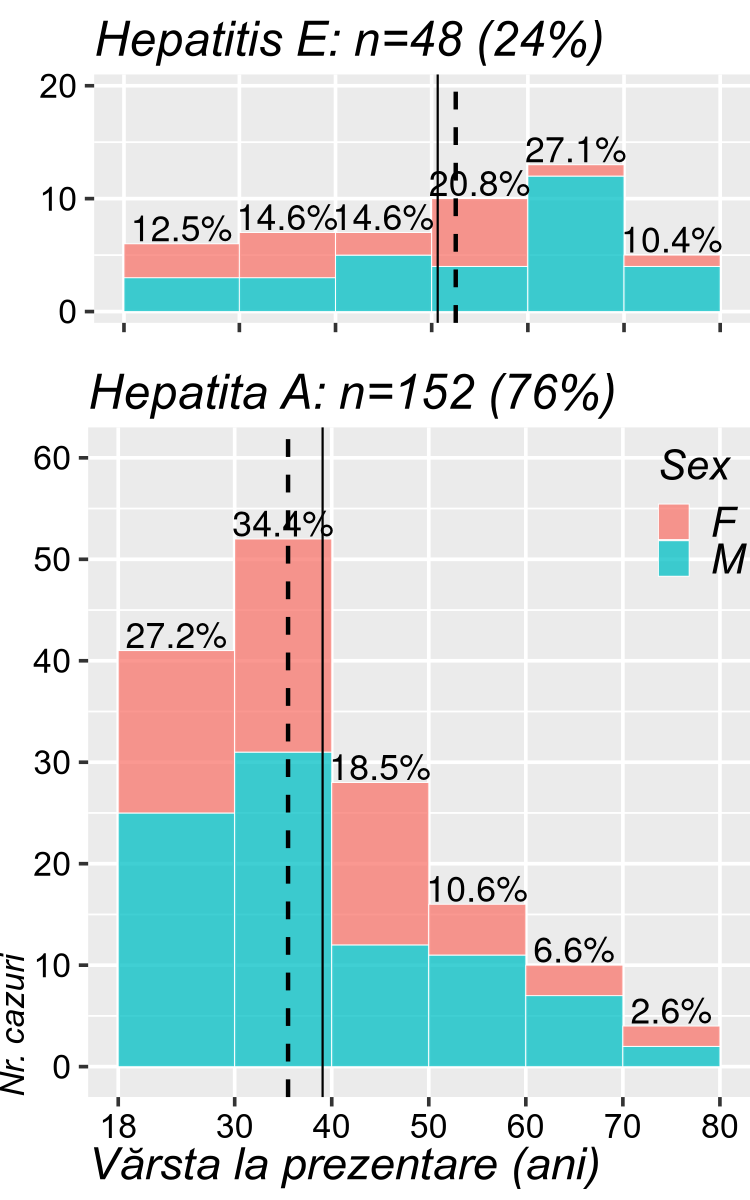 Hepatitis E: n=48 (24%)
20
27.1%
20.8%
10
14.6%
14.6%
12.5%
10.4%
0
Hepatita A: n=152 (76%)
60
Sex
F
M
34.4%
50
27.2%
40
30
18.5%
20
10.6%
6.6%
10
2.6%
0
Nr. cazuri
18 30 40 50 60 70 80
Vărsta la prezentare (ani)